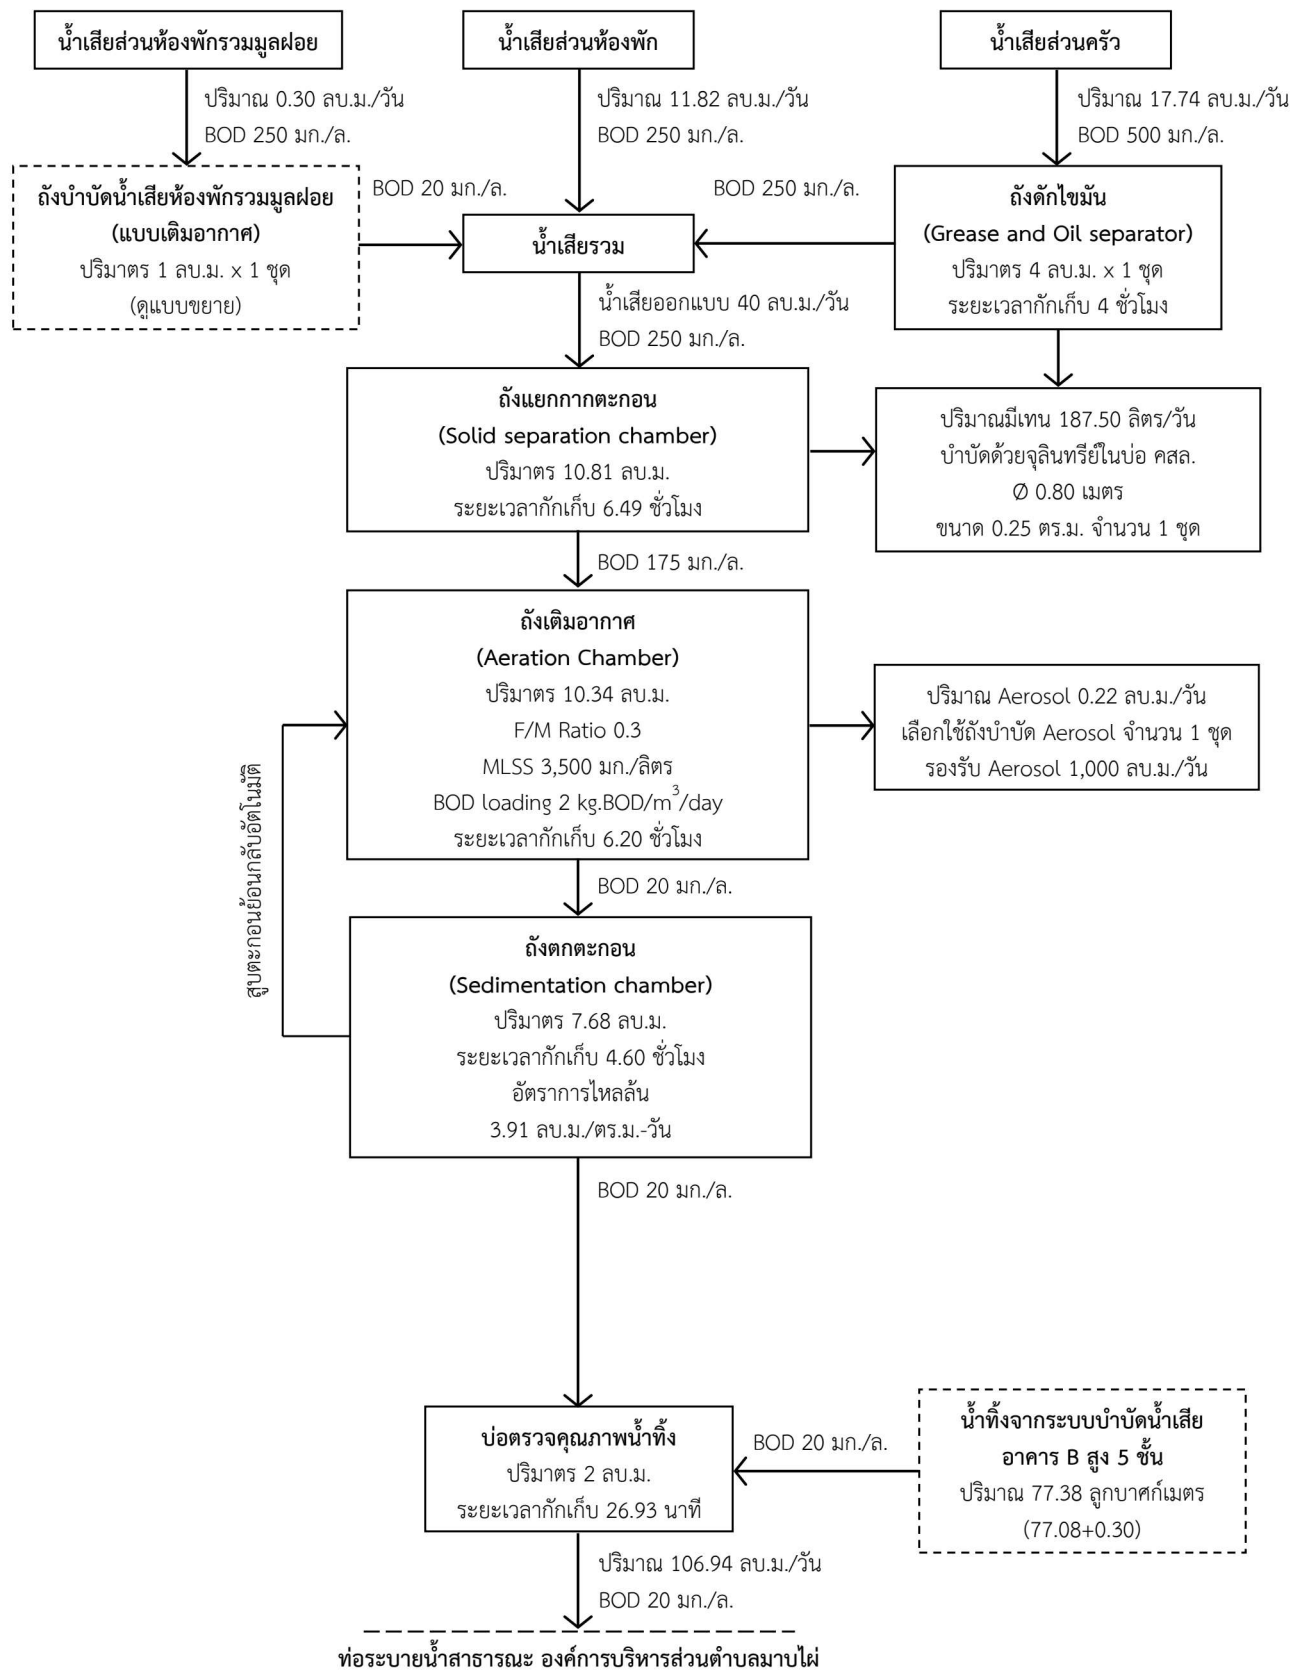 น้ำเสียส่วนห้องพักรวมมูลฝอย
น้ำเสียส่วนห้องพัก
น้ำเสียส่วนครัว
ปริมาณ 0.30 ลบ.ม./วัน
BOD 250 มก./ล.
ปริมาณ 11.82 ลบ.ม./วัน
BOD 250 มก./ล.
ปริมาณ 17.74 ลบ.ม./วัน
BOD 500 มก./ล.
ถังบำบัดน้ำเสียห้องพักรวมมูลฝอย
(แบบเติมอากาศ)
ปริมาตร 1 ลบ.ม. x 1 ชุด
(ดูแบบขยาย)
BOD 20 มก./ล.
น้ำเสียรวม
BOD 250 มก./ล.
ถังดักไขมัน
(Grease and Oil separator)
ปริมาตร 4 ลบ.ม. x 1 ชุด
ระยะเวลากักเก็บ 4 ชั่วโมง
น้ำเสียออกแบบ 40 ลบ.ม./วัน
BOD 250 มก./ล.
ถังแยกกากตะกอน
(Solid separation chamber)
ปริมาตร 10.81 ลบ.ม.
ระยะเวลากักเก็บ 6.49 ชั่วโมง
ปริมาณมีเทน 187.50 ลิตร/วัน
บำบัดด้วยจุลินทรีย์ในบ่อ คสล.
Ø 0.80 เมตร
ขนาด 0.25 ตร.ม. จำนวน 1 ชุด
BOD 175 มก./ล.
ถังเติมอากาศ
(Aeration Chamber)
ปริมาตร 10.34 ลบ.ม.
F/M Ratio 0.3
MLSS 3,500 มก./ลิตร
BOD loading 2 kg.BOD/m³/day
ระยะเวลากักเก็บ 6.20 ชั่วโมง
ปริมาณ Aerosol 0.22 ลบ.ม./วัน
เลือกใช้ถังบำบัด Aerosol จำนวน 1 ชุด
รองรับ Aerosol 1,000 ลบ.ม./วัน
สูบตะกอนย้อนกลับอัตโนมัติ
BOD 20 มก./ล.
ถังตกตะกอน
(Sedimentation chamber)
ปริมาตร 7.68 ลบ.ม.
ระยะเวลากักเก็บ 4.60 ชั่วโมง
อัตราการไหลล้น
3.91 ลบ.ม./ตร.ม.-วัน
BOD 20 มก./ล.
บ่อตรวจคุณภาพน้ำทิ้ง
ปริมาตร 2 ลบ.ม.
ระยะเวลากักเก็บ 26.93 นาที
BOD 20 มก./ล.
น้ำทิ้งจากระบบบำบัดน้ำเสีย
อาคาร B สูง 5 ชั้น
ปริมาณ 77.38 ลูกบาศก์เมตร
(77.08+0.30)
ปริมาณ 106.94 ลบ.ม./วัน
BOD 20 มก./ล.
ท่อระบายน้ำสาธารณะ องค์การบริหารส่วนตำบลมาบไผ่